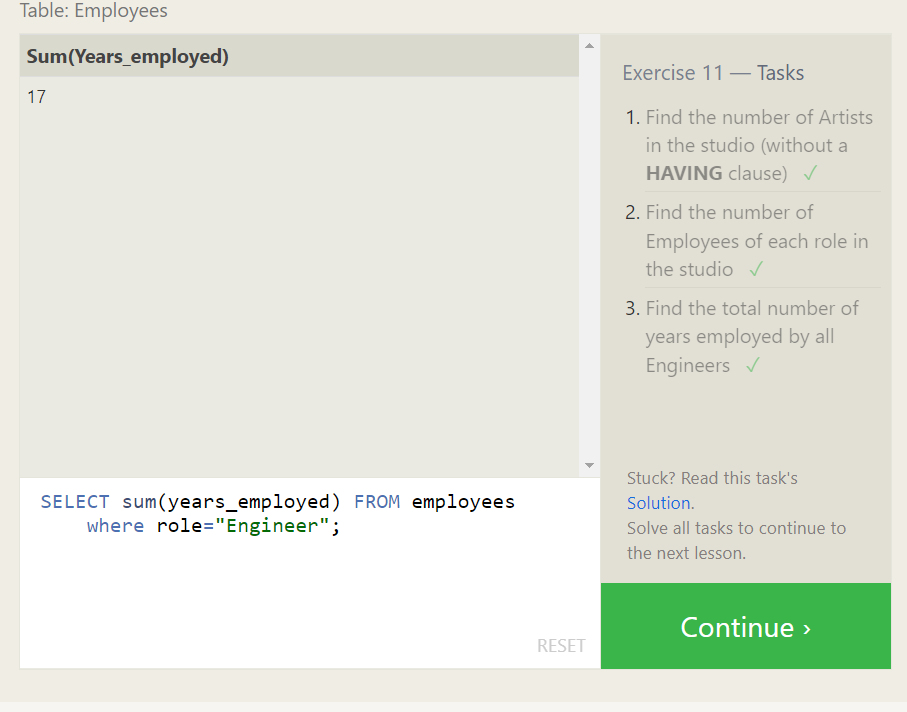 Table: Employees
Sum(Years_employed)
17
SELECT sum(years_employed) FROM employees
where role="Engineer";
RESET
Exercise 11 — Tasks
1. Find the number of Artists
in the studio (without a
HAVING clause) ✓
2. Find the number of
Employees of each role in
the studio ✓
3. Find the total number of
years employed by all
Engineers ✓
Stuck? Read this task's
Solution.
Solve all tasks to continue to
the next lesson.
Continue ›